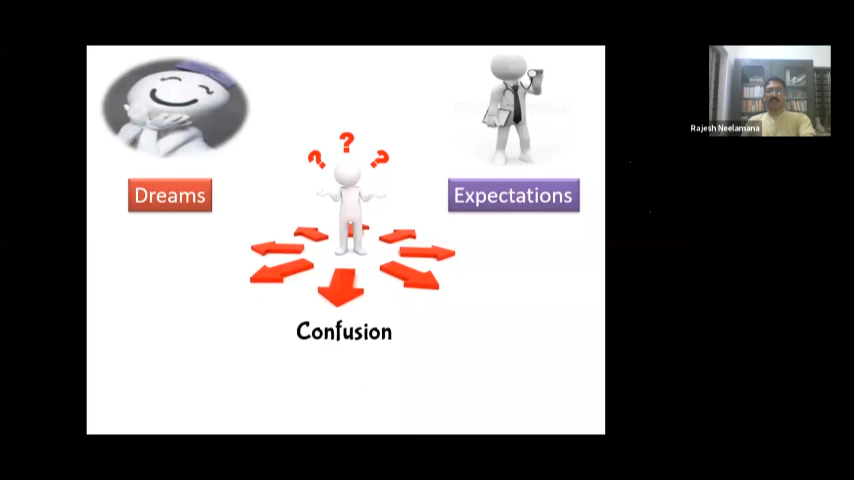 Dreams
Expectations
? ? ?
Confusion
Rajesh Neelamana